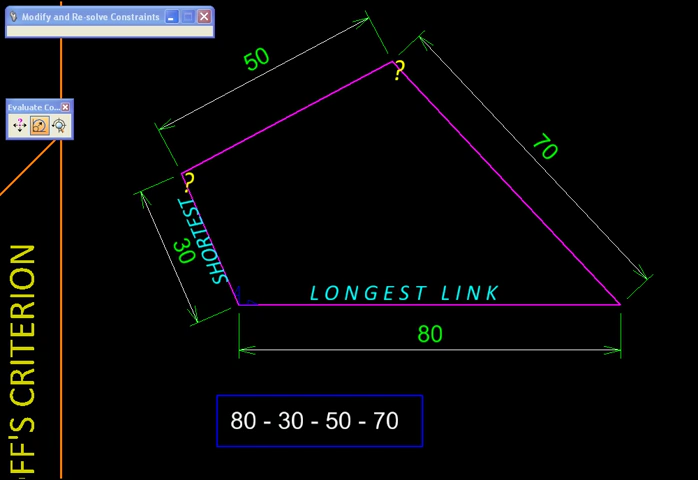 Modify and Re-solve Constraints
Evaluate Co...
50
?
70
?
SHORTEST
30
LONGEST LINK
80
80 - 30 - 50 - 70
FF'S CRITERION